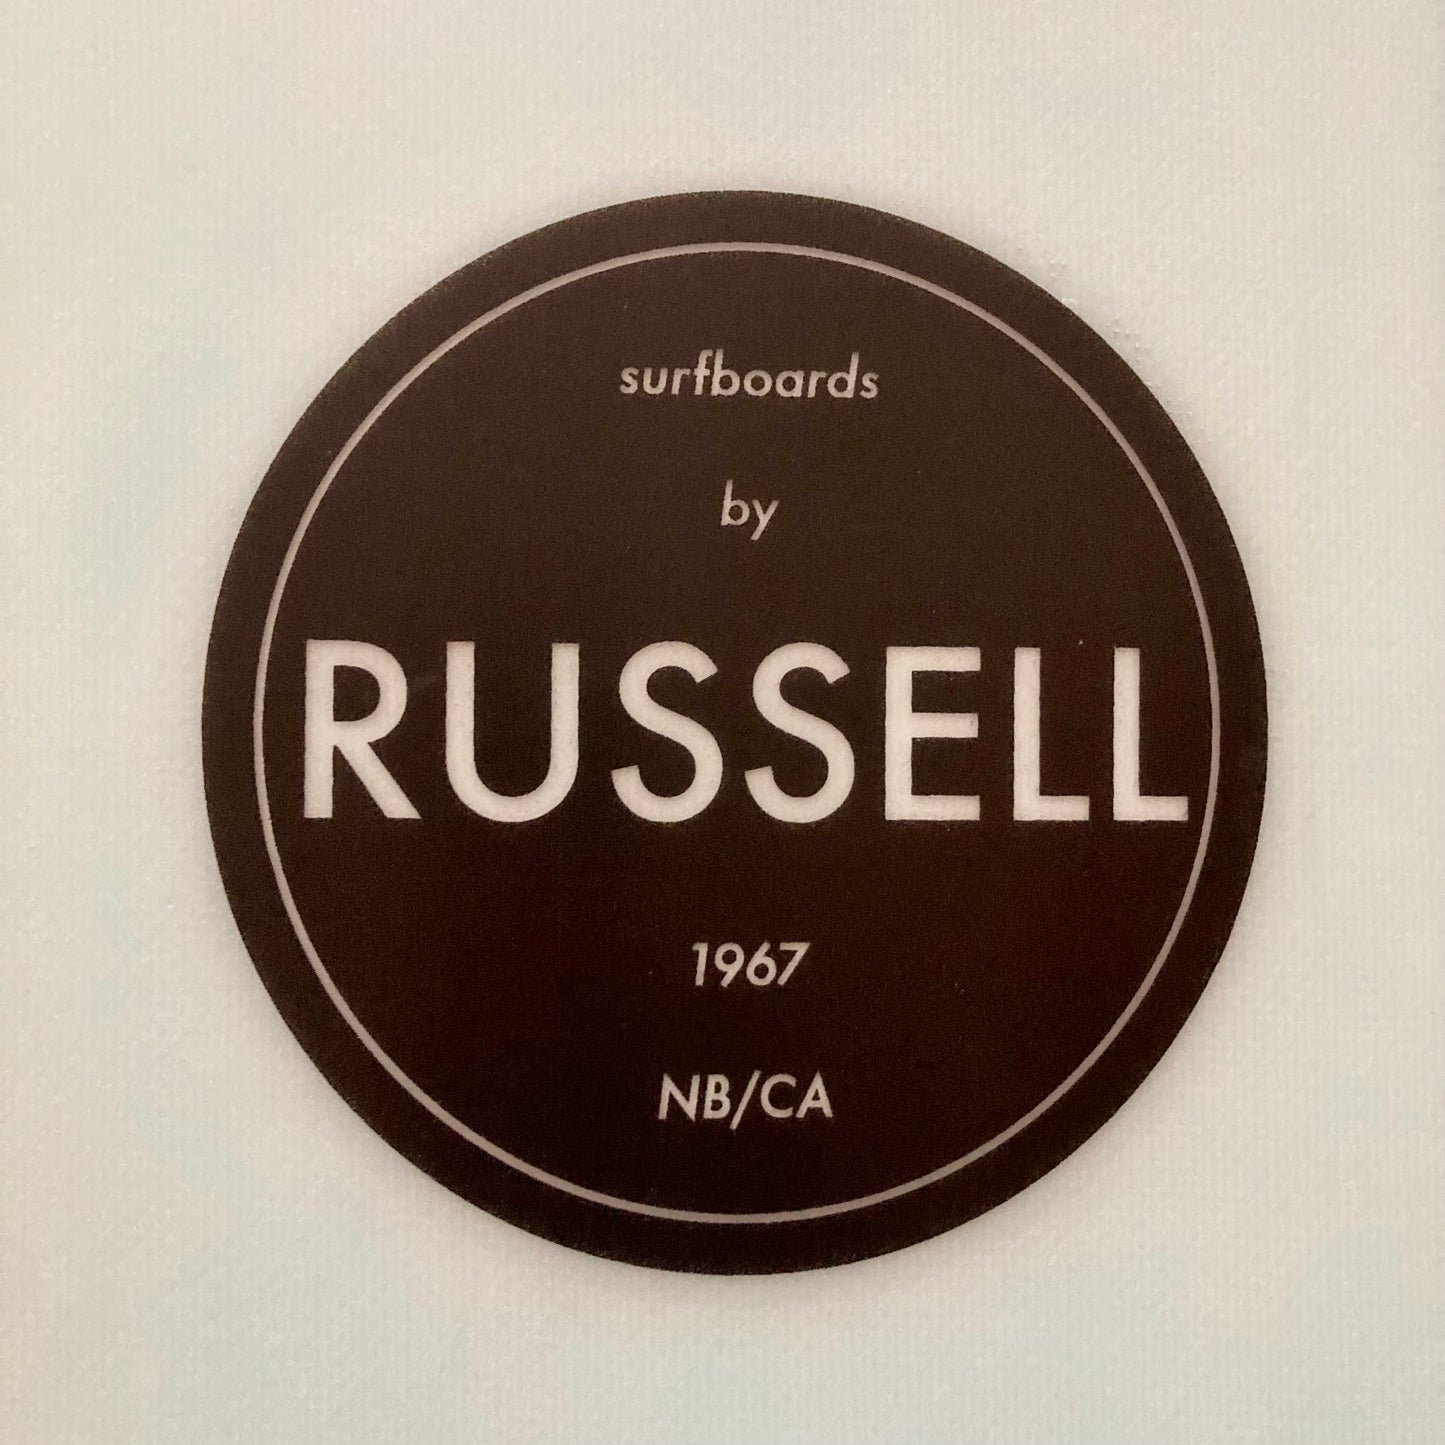 surfboards
by
RUSSELL
1967
NB/CA